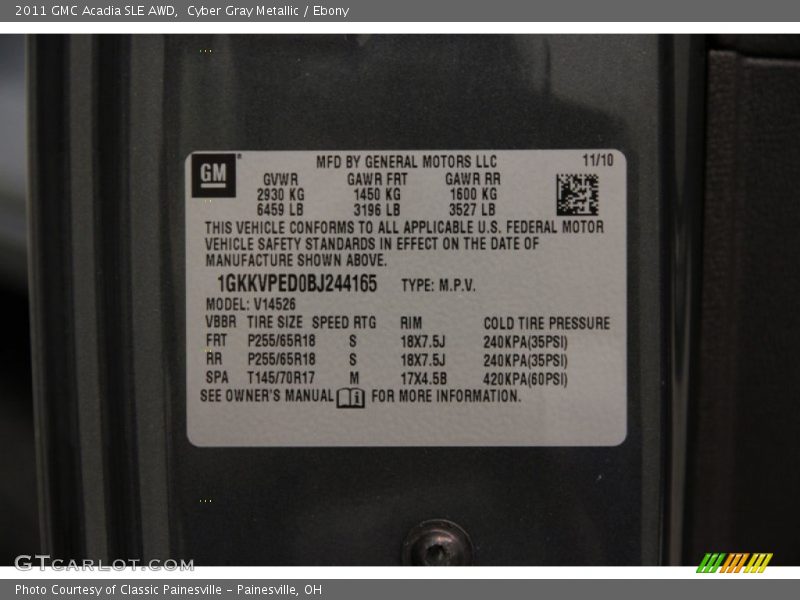 2011 GMC Acadia SLE AWD,  Cyber Gray Metallic / Ebony
GM
MFD BY GENERAL MOTORS LLC 11/10
GVWR GAWR FRT GAWR RR
2930 KG 1450 KG 1600 KG
6459 LB 3196 LB 3527 LB
THIS VEHICLE CONFORMS TO ALL APPLICABLE U.S. FEDERAL MOTOR
VEHICLE SAFETY STANDARDS IN EFFECT ON THE DATE OF
MANUFACTURE SHOWN ABOVE.
1GKKVPED0BJ244165 TYPE: M.P.V.
MODEL: V14526
VBBR TIRE SIZE SPEED RTG RIM COLD TIRE PRESSURE
FRT P255/65R18 S 18X7.5J 240KPA(35PSI)
RR P255/65R18 S 18X7.5J 240KPA(35PSI)
SPA T145/70R17 M 17X4.5B 420KPA(60PSI)
SEE OWNER'S MANUAL FOR MORE INFORMATION.
GTCARLOT.COM
Photo Courtesy of Classic Painesville - Painesville, OH